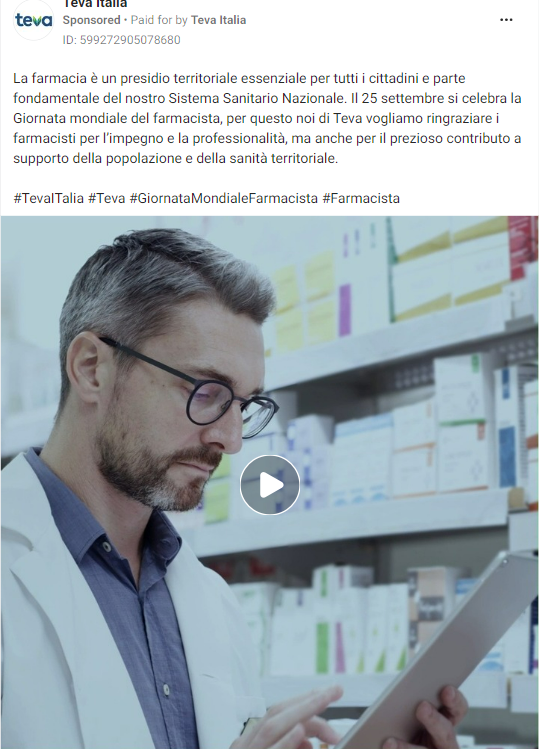 Teva Italia
teva
Sponsored • Paid for by Teva Italia
ID: 599272905078680
La farmacia è un presidio territoriale essenziale per tutti i cittadini e parte
fondamentale del nostro Sistema Sanitario Nazionale. Il 25 settembre si celebra la
Giornata mondiale del farmacista, per questo noi di Teva vogliamo ringraziare i
farmacisti per l'impegno e la professionalità, ma anche per il prezioso contributo a
supporto della popolazione e della sanità territoriale.
#TevaITalia #Teva #GiornataMondialeFarmacista #Farmacista